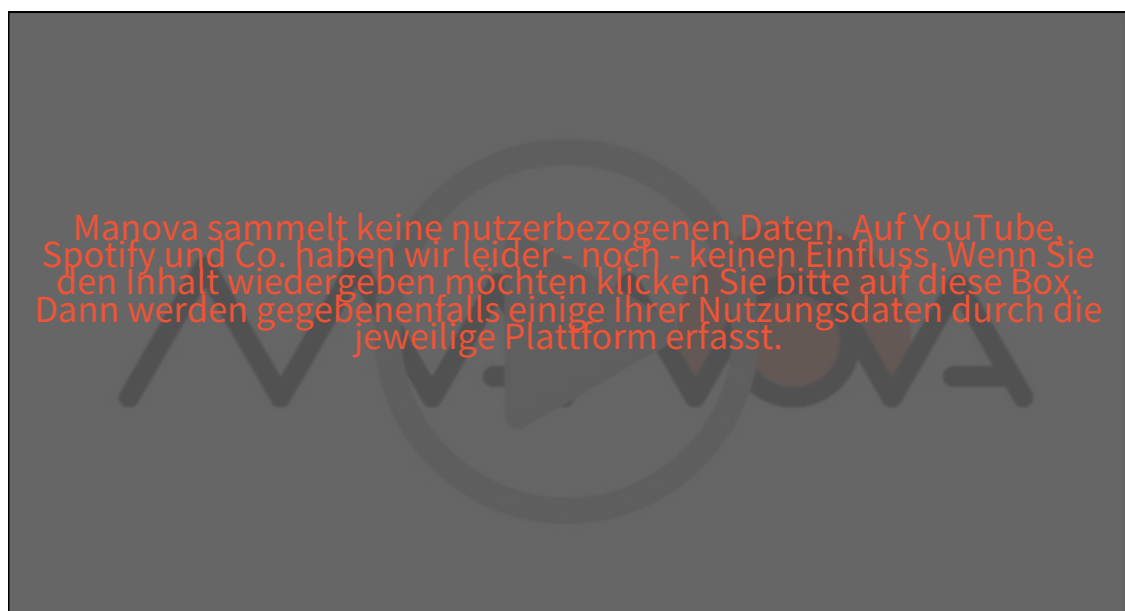 Manova sammelt keine nutzerbezogenen Daten. Auf YouTube,
Spotify und Co. haben wir leider - noch - keinen Einfluss. Wenn Sie
den Inhalt wiedergeben möchten klicken Sie bitte auf diese Box.
Dann werden gegebenenfalls einige Ihrer Nutzungsdaten durch die
jeweilige Plattform erfasst.
MANOVA